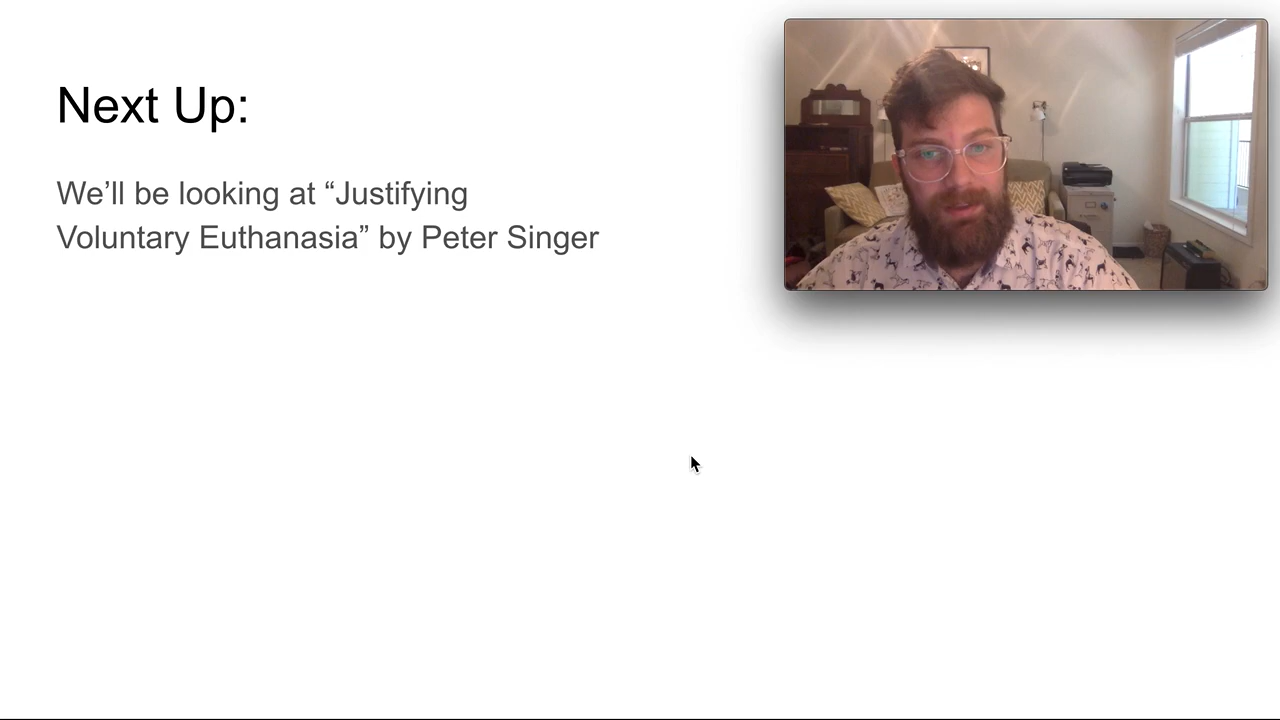 Next Up:
We’ll be looking at “Justifying
Voluntary Euthanasia” by Peter Singer